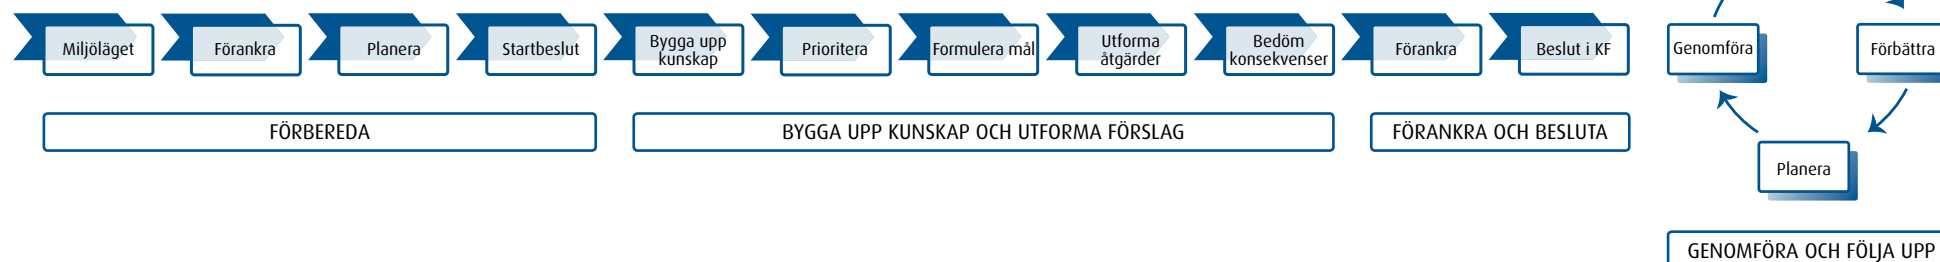 Miljöläget
Förankra
Planera
Startbeslut
Bygga upp
kunskap
Prioritera
Formulera mål
Utforma
åtgärder
Bedöm
konsekvenser
Förankra
Beslut i KF
Genomföra
Förbättra
Planera
FÖRBEREDA
BYGGA UPP KUNSKAP OCH UTFORMA FÖRSLAG
FÖRANKRA OCH BESLUTA
GENOMFÖRA OCH FÖLJA UPP